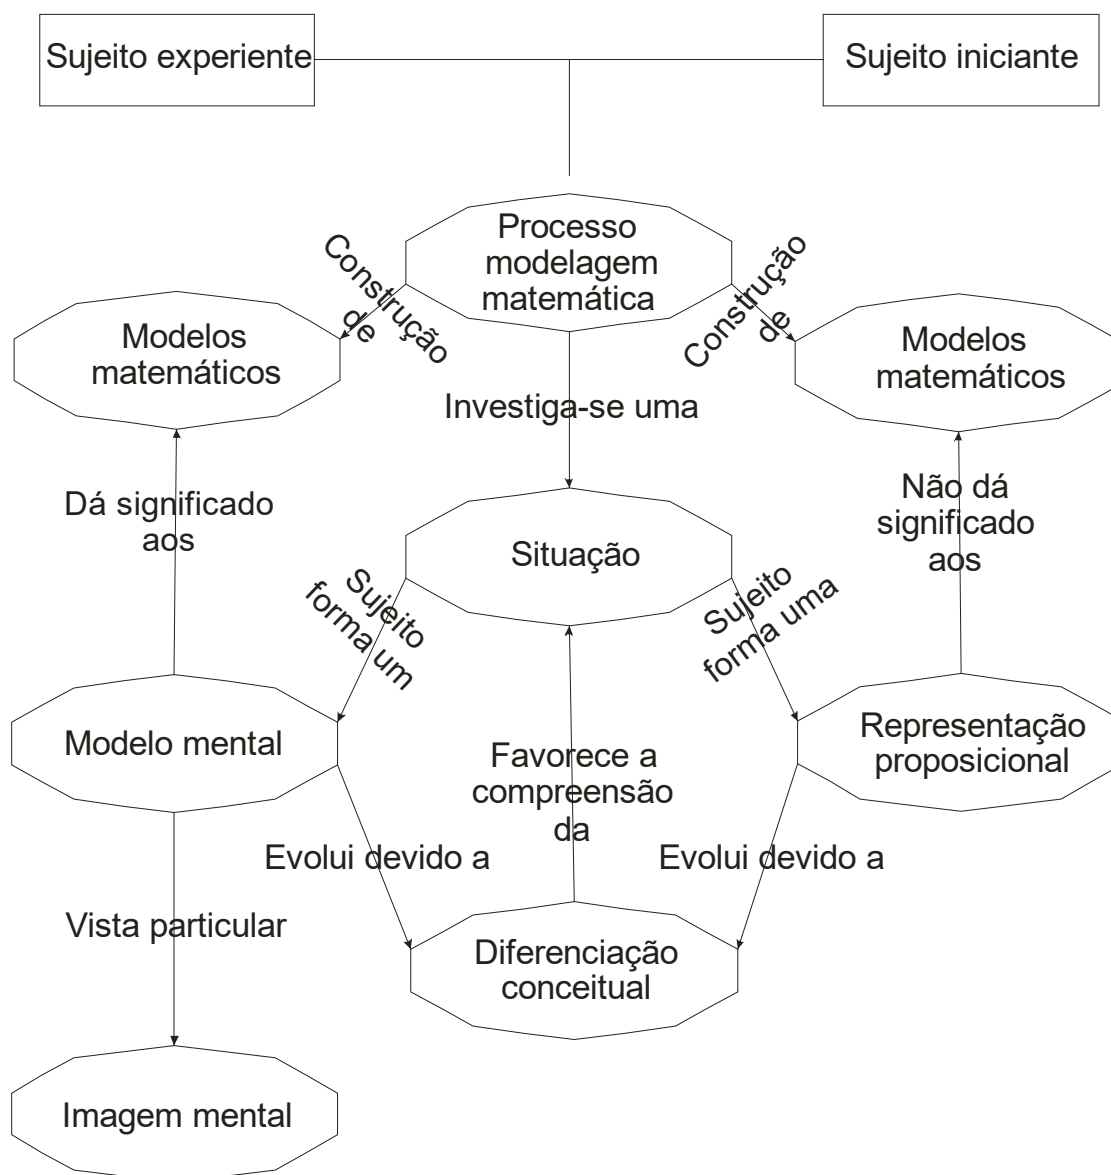 Sujeito experiente
Sujeito iniciante
Processo
modelagem
matemática
Construção
de
Construção
de
Modelos
matemáticos
Modelos
matemáticos
Investiga-se uma
Dá significado
aos
Não dá
significado
aos
Situação
Sujeito
forma um
Sujeito
forma uma
Modelo mental
Representação
proposicional
Favorece a
compreensão
da
Evolui devido a
Evolui devido a
Vista particular
Diferenciação
conceitual
Imagem mental